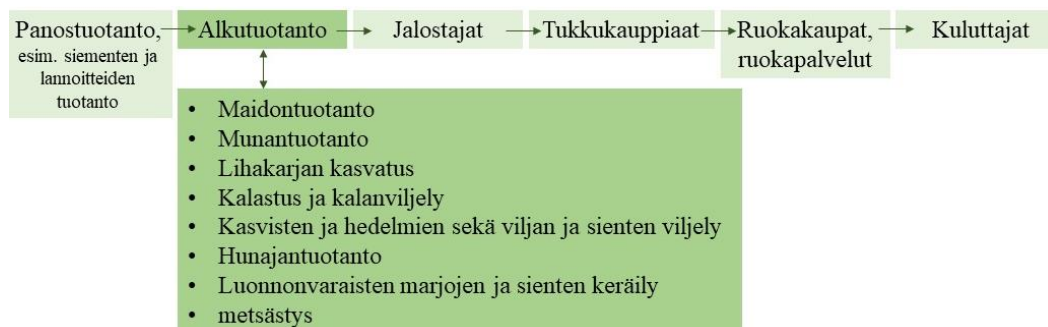 Panostuotanto,
esim. siementen ja
lannoitteiden
tuotanto
Alkutuotanto
Jalostajat
Tukkukauppiaat
Ruokakaupat,
ruokapalvelut
Kuluttajat
• Maidontuotanto
• Munantuotanto
• Lihakarjan kasvatus
• Kalastus ja kalanviljely
• Kasvisten ja hedelmien sekä viljan ja sienten viljely
• Hunajantuotanto
• Luonnonvaraisten marjojen ja sienten keräily
• metsästys